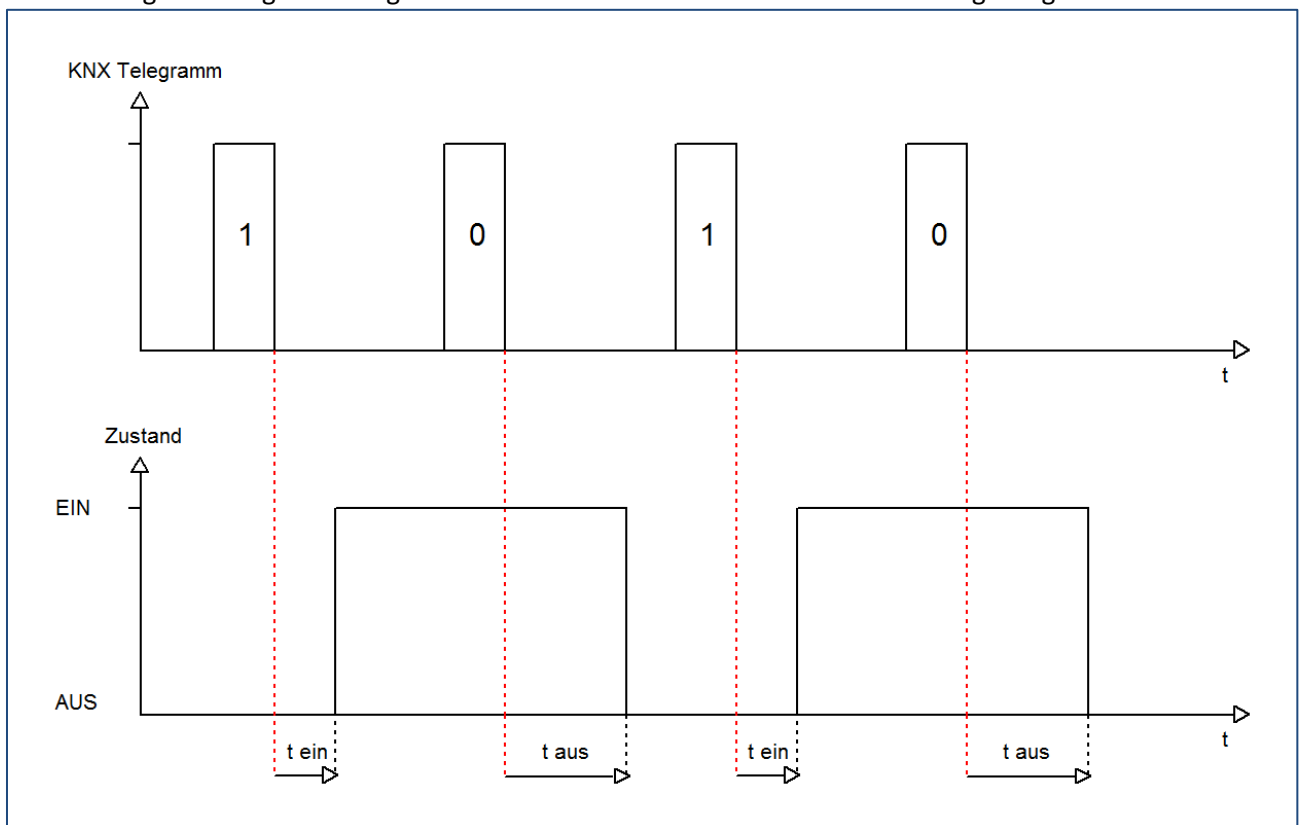 KNX Telegramm
1 0 1 0
t
Zustand
EIN
AUS
t
t ein t aus t ein t aus